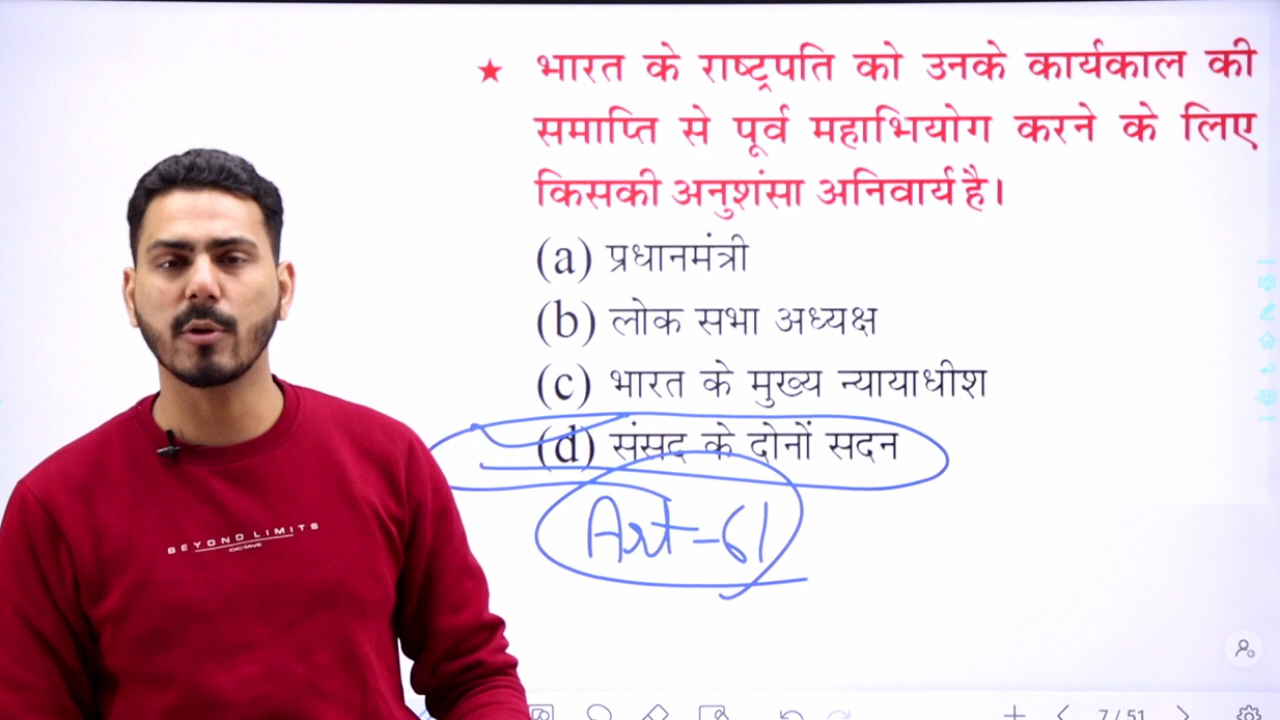 ★ भारत के राष्ट्रपति को उनके कार्यकाल की
समाप्ति से पूर्व महाभियोग करने के लिए
किसकी अनुशंसा अनिवार्य है।
(a) प्रधानमंत्री
(b) लोक सभा अध्यक्ष
(c) भारत के मुख्य न्यायाधीश
(d) संसद के दोनों सदन
Art-61
BEYOND LIMITS
OCTAVE
7/51